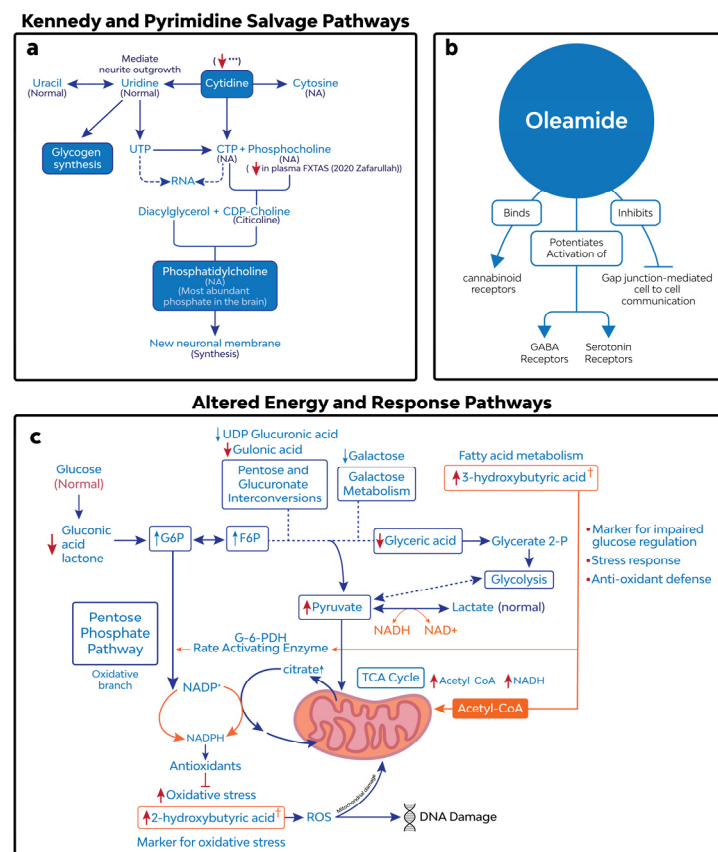 Kennedy and Pyrimidine Salvage Pathways
a
Mediate
neurite outgrowth
( ↓ ***)
Uracil
(Normal)
Uridine
(Normal)
Cytidine
Cytosine
(NA)
Glycogen
synthesis
UTP
CTP + Phosphocholine
(NA)
(NA)
( ↓ in plasma FXTAS (2020 Zafarullah))
RNA
Diacylglycerol + CDP-Choline
(Citicoline)
Phosphatidylcholine
(NA)
(Most abundant
phosphate in the brain)
New neuronal membrane
(Synthesis)
b
Oleamide
Binds
Potentiates
Activation of
Inhibits
cannabinoid
receptors
Gap junction-mediated
cell to cell
communication
GABA
Receptors
Serotonin
Receptors
Altered Energy and Response Pathways
c
↓ UDP Glucuronic acid
↓ Gulonic acid
Pentose and
Glucuronate
Interconversions
↓ Galactose
Galactose
Metabolism
Fatty acid metabolism
↑ 3-hydroxybutyric acid†
Glucose
(Normal)
↓ Gluconic
acid
lactone
↑G6P
↑F6P
↓ Glyceric acid
Glycerate 2-P
Glycolysis
▪ Marker for impaired
glucose regulation
▪ Stress response
▪ Anti-oxidant defense
↑ Pyruvate
Lactate (normal)
NADH
NAD+
Pentose
Phosphate
Pathway
Oxidative
branch
G-6-PDH
Rate Activating Enzyme
citrate↑
TCA Cycle
↑ Acetyl CoA
↑ NADH
NADP+
Acetyl-CoA
NADPH
Antioxidants
↑ Oxidative stress
↑ 2-hydroxybutyric acid†
ROS
Mitochondrial damage
DNA Damage
Marker for oxidative stress